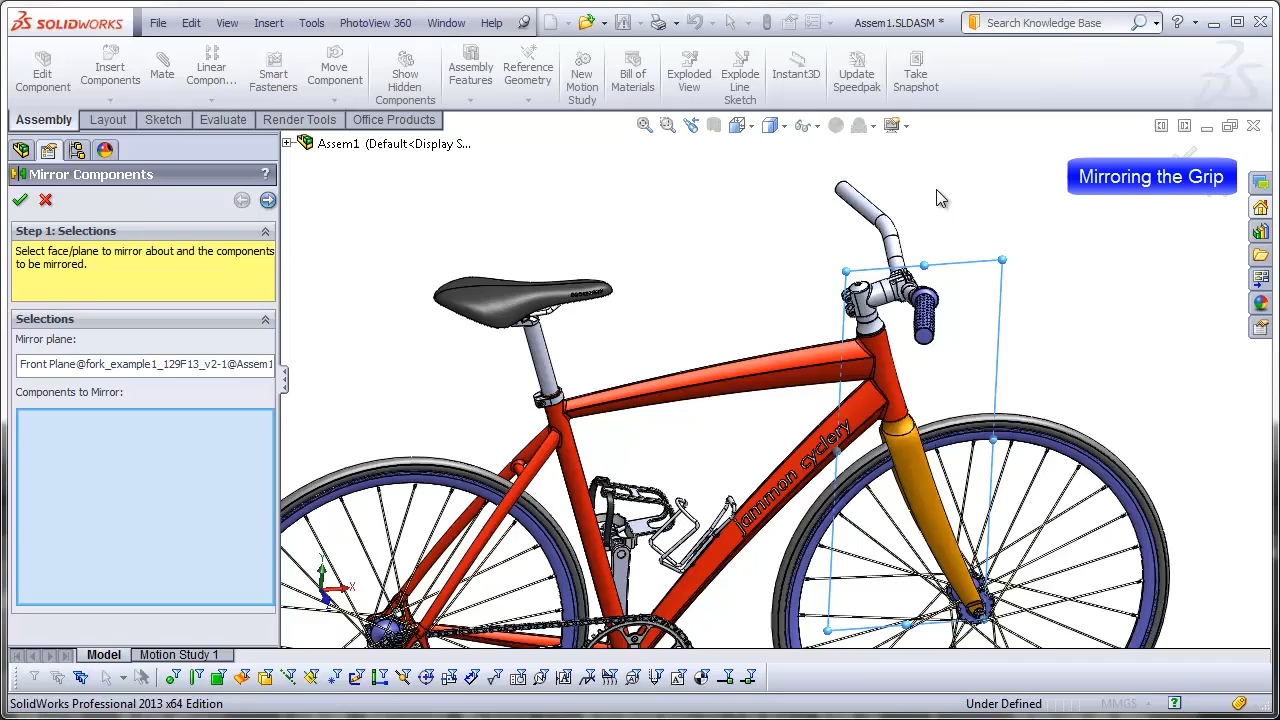 SOLIDWORKS
File Edit View Insert Tools PhotoView 360 Window Help
Assem1.SLDASM *
Search Knowledge Base
Edit Component
Insert Components
Mate
Linear Compon...
Smart Fasteners
Move Component
Show Hidden Components
Assembly Features
Reference Geometry
New Motion Study
Bill of Materials
Exploded View
Explode Line Sketch
Instant3D
Update Speedpak
Take Snapshot
Assembly Layout Sketch Evaluate Render Tools Office Products
Assem1 (Default<Display S...
Mirror Components ?
Mirroring the Grip
Step 1: Selections
Select face/plane to mirror about and the components
to be mirrored.
Selections
Mirror plane:
Front Plane@fork_example1_129F13_v2-1@Assem1
Components to Mirror:
jammon cyclery
Y
X
Model Motion Study 1
SolidWorks Professional 2013 x64 Edition
Under Defined
MMGS